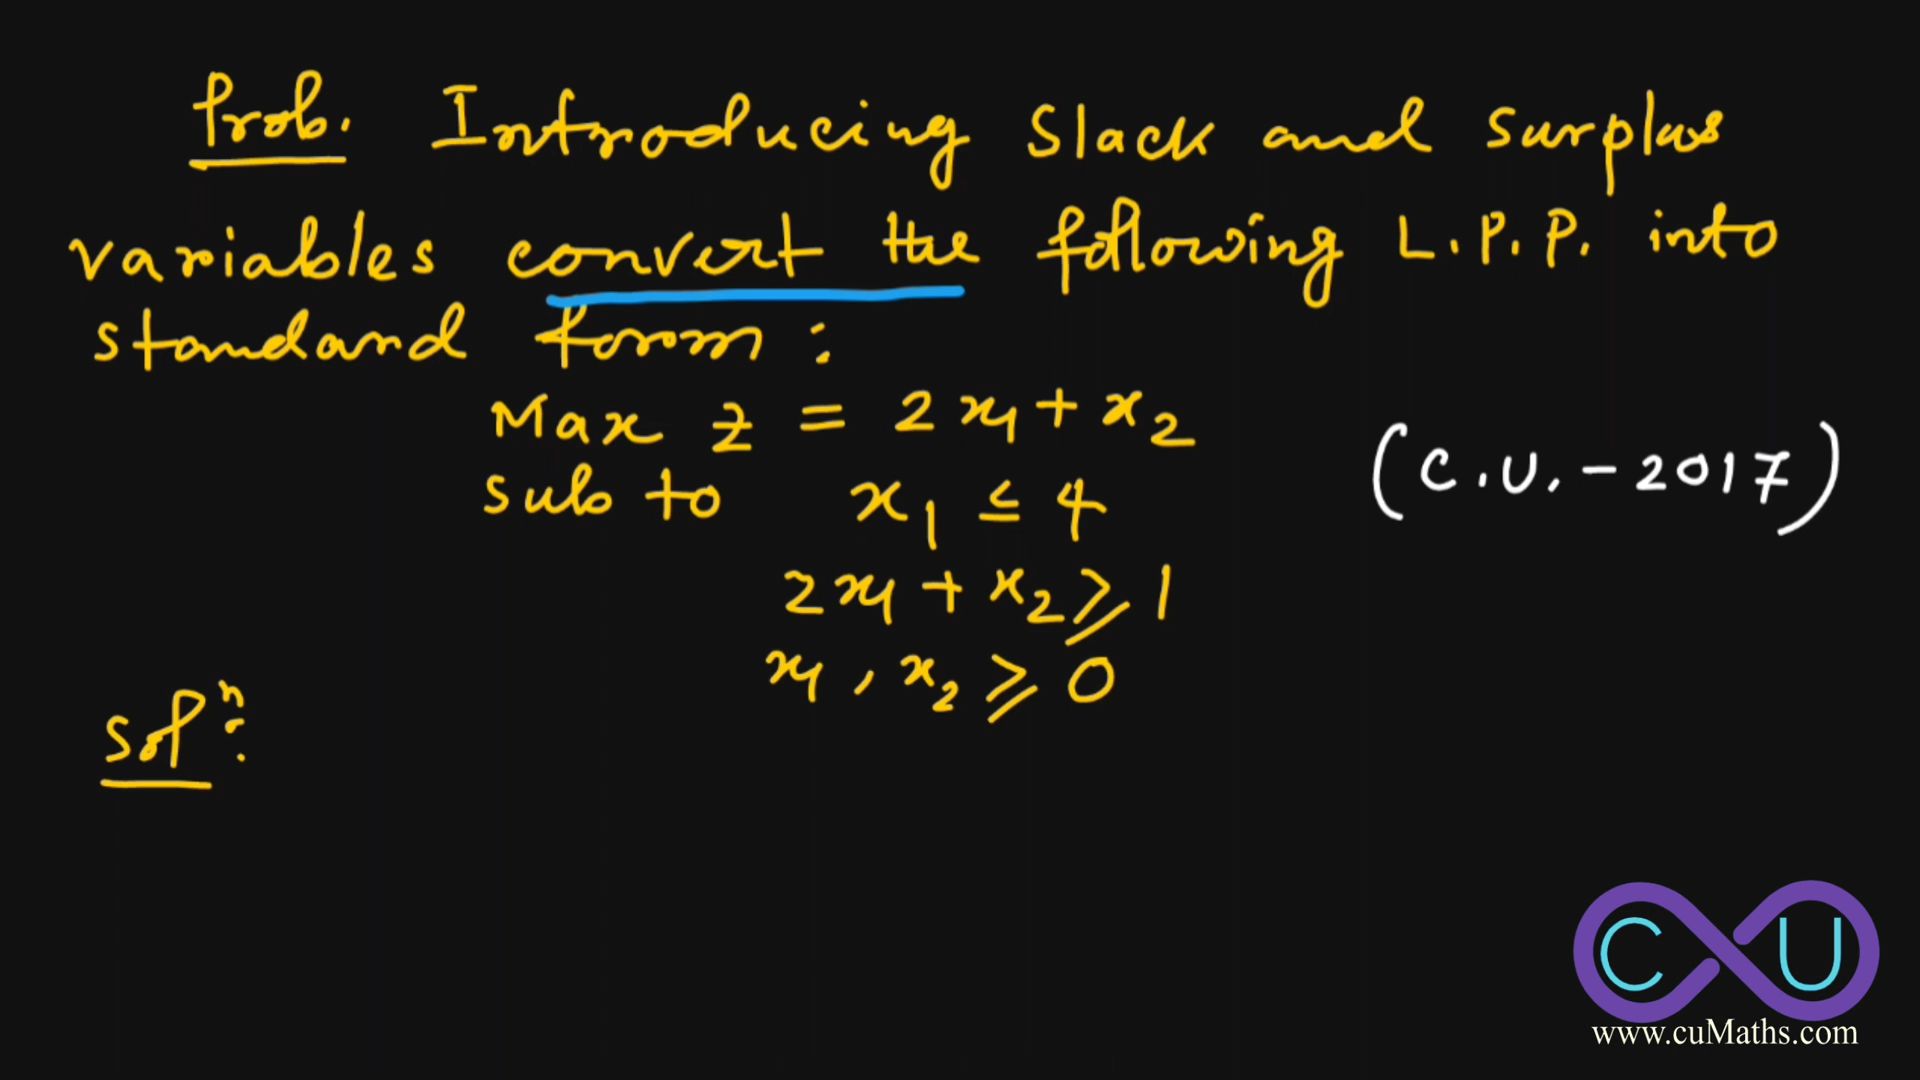 Prob. Introducing Slack and surplus
variables convert the following L.P.P. into
standard form :
Max z = 2x₁ + x₂
sub to x₁ ≤ 4
(C.U. - 2017)
2x₁ + x₂ ⩾ 1
x₁ , x₂ ⩾ 0
Solⁿ:
C U
www.cuMaths.com